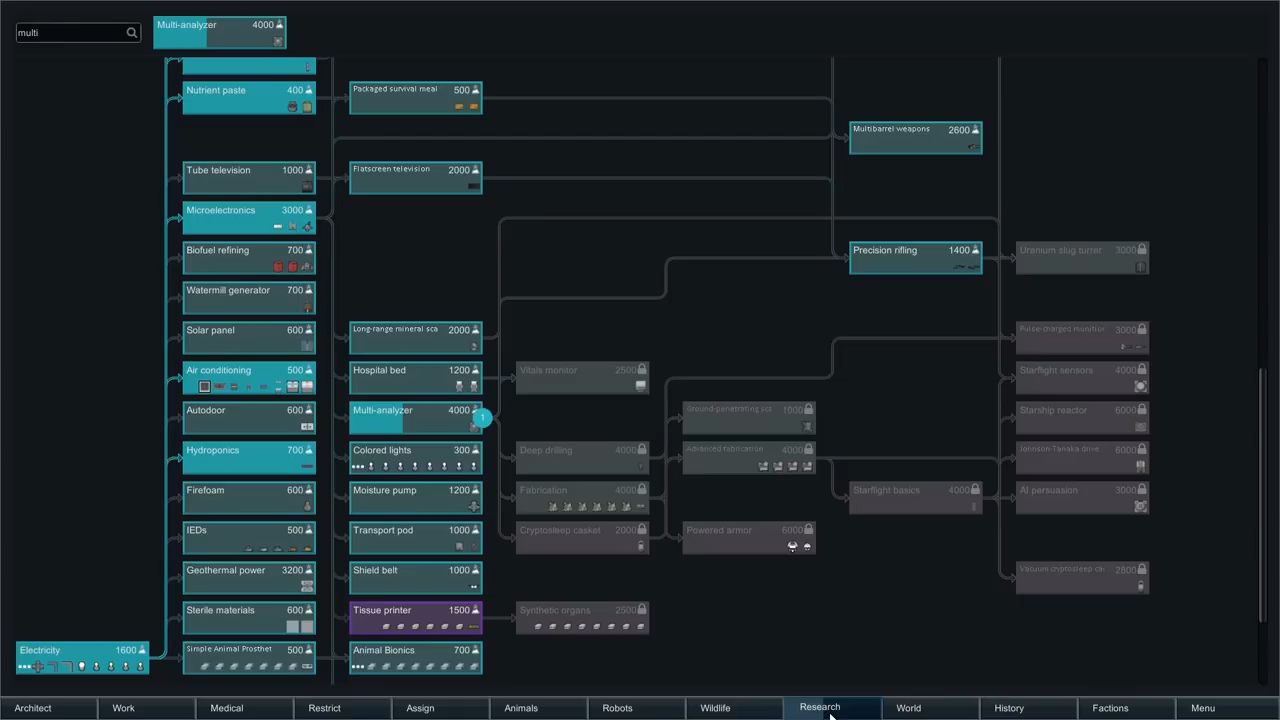 multi
Multi-analyzer 4000
Nutrient paste 400
Packaged survival meal 500
Multibarrel weapons 2600
Tube television 1000
Flatscreen television 2000
Microelectronics 3000
Biofuel refining 700
Precision rifling 1400
Uranium slug turret 3000
Watermill generator 700
Solar panel 600
Long-range mineral sca 2000
Pulse-charged munition 3000
Air conditioning 500
Hospital bed 1200
Vitals monitor 2500
Starflight sensors 4000
Autodoor 600
Multi-analyzer 4000
1
Ground-penetrating sca 1000
Starship reactor 6000
Hydroponics 700
Colored lights 300
Deep drilling 4000
Advanced fabrication 4000
Johnson-Tanaka drive 6000
Firefoam 600
Moisture pump 1200
Fabrication 4000
Starflight basics 4000
AI persuasion 3000
IEDs 500
Transport pod 1000
Cryptosleep casket 2000
Powered armor 6000
Geothermal power 3200
Shield belt 1000
Vacuum cryptosleep cas 2800
Sterile materials 600
Tissue printer 1500
Synthetic organs 2500
Electricity 1600
Simple Animal Prosthet 500
Animal Bionics 700
Architect
Work
Medical
Restrict
Assign
Animals
Robots
Wildlife
Research
World
History
Factions
Menu